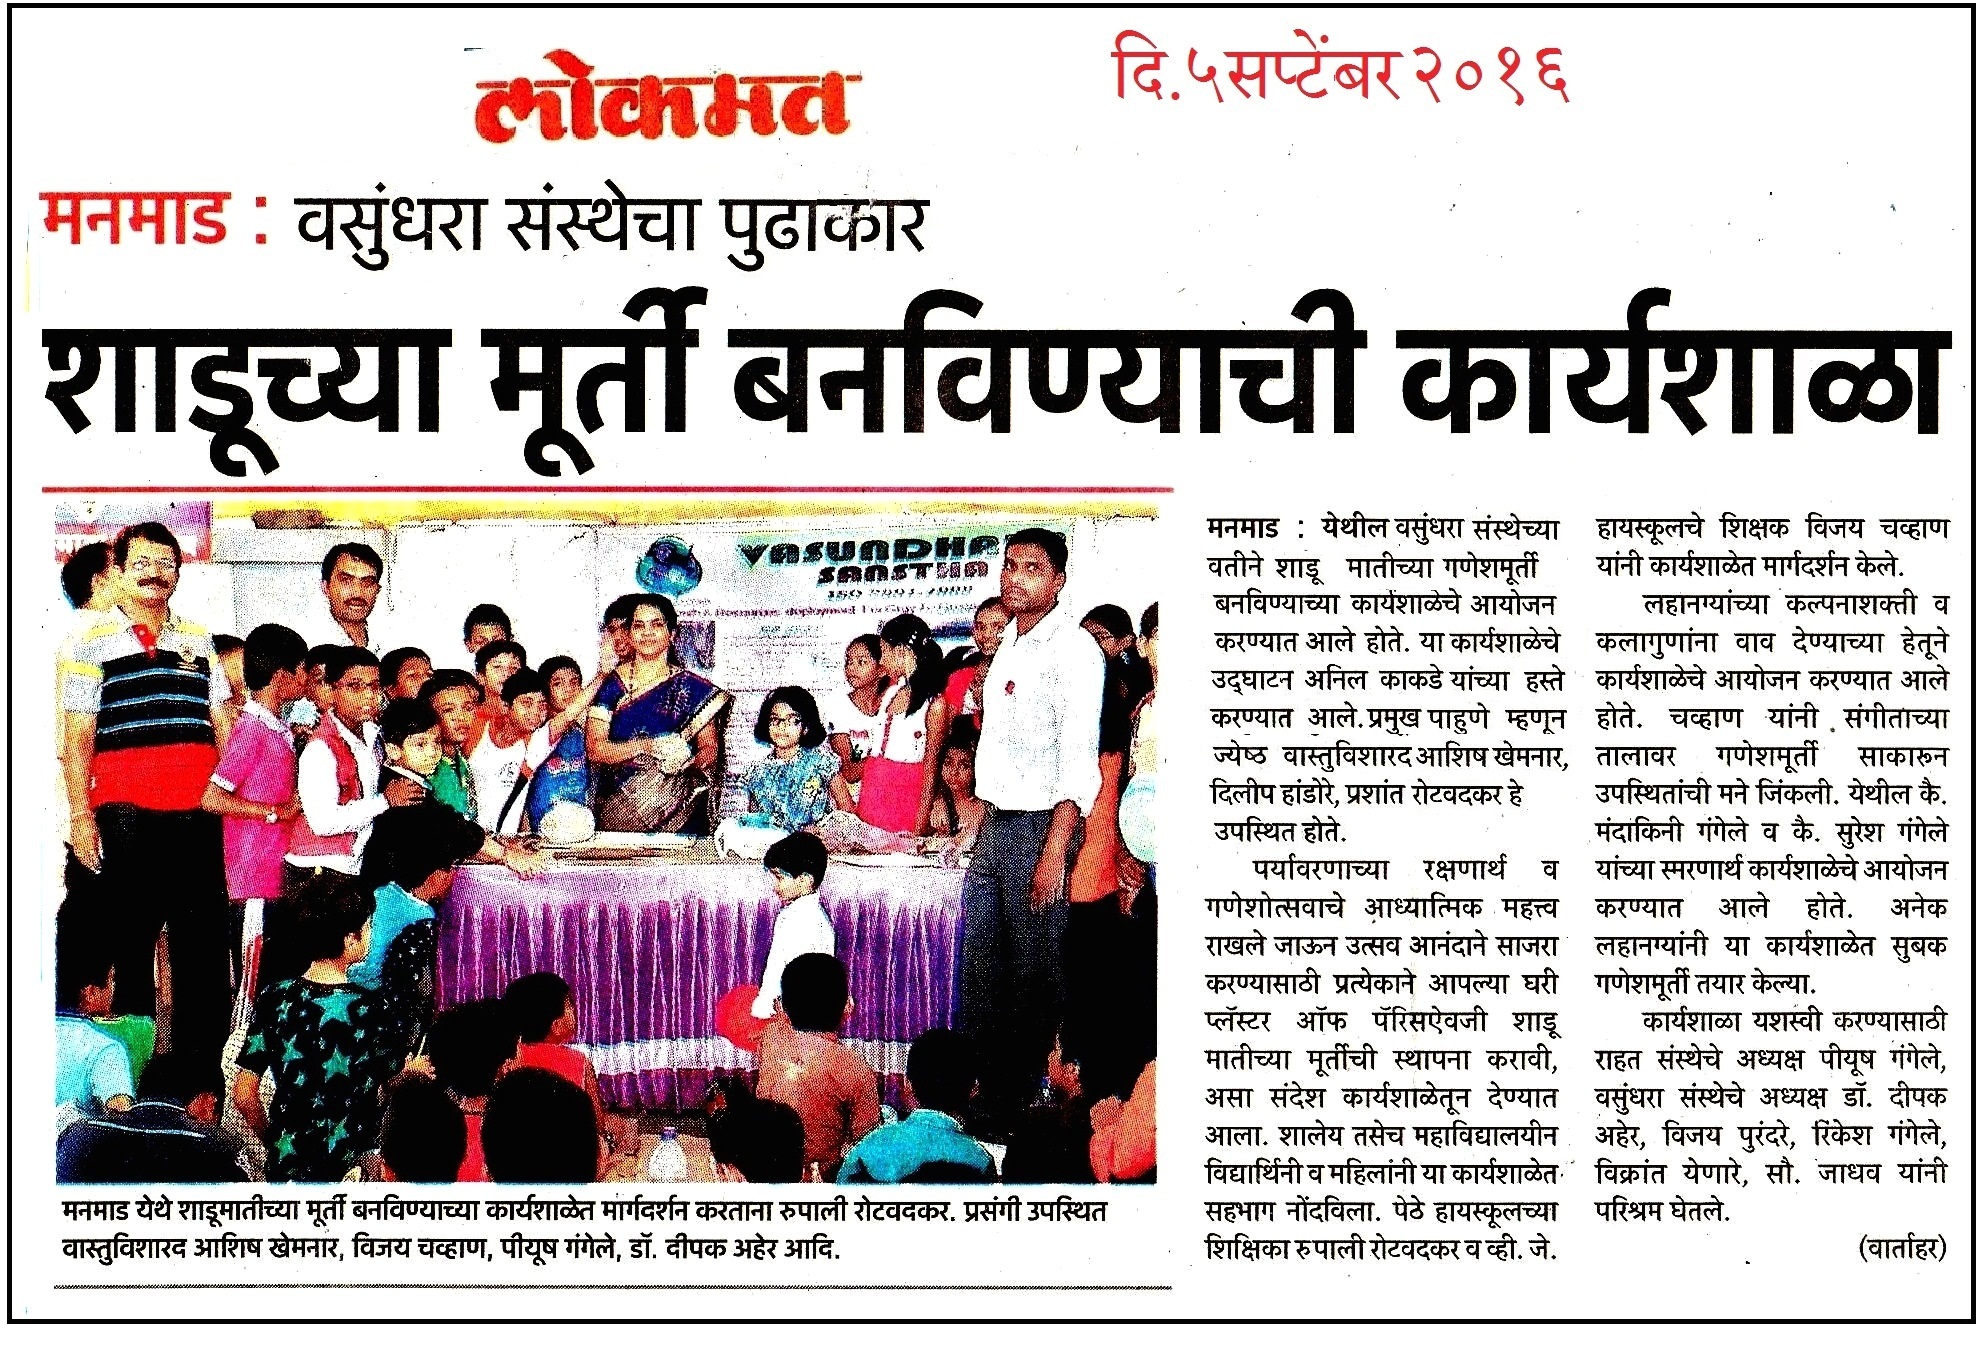 लोकमत
दि.५सप्टेंबर२०१६
मनमाड : वसुंधरा संस्थेचा पुढाकार
शाडूच्या मूर्ती बनविण्याची कार्यशाळा
VASUNDHA
SANSTHA
ISO 9001:2008
मनमाड येथे शाडूमातीच्या मूर्ती बनविण्याच्या कार्यशाळेत मार्गदर्शन करताना रुपाली रोटवदकर. प्रसंगी उपस्थित
वास्तुविशारद आशिष खेमनार, विजय चव्हाण, पीयूष गंगेले, डॉ. दीपक अहेर आदि.
मनमाड : येथील वसुंधरा संस्थेच्या
वतीने शाडू मातीच्या गणेशमूर्ती
बनविण्याच्या कार्यशाळेचे आयोजन
करण्यात आले होते. या कार्यशाळेचे
उद्घाटन अनिल काकडे यांच्या हस्ते
करण्यात आले. प्रमुख पाहुणे म्हणून
ज्येष्ठ वास्तुविशारद आशिष खेमनार,
दिलीप हांडोरे, प्रशांत रोटवदकर हे
उपस्थित होते.
पर्यावरणाच्या रक्षणार्थ व
गणेशोत्सवाचे आध्यात्मिक महत्त्व
राखले जाऊन उत्सव आनंदाने साजरा
करण्यासाठी प्रत्येकाने आपल्या घरी
प्लॅस्टर ऑफ पॅरिसऐवजी शाडू
मातीच्या मूर्तीची स्थापना करावी,
असा संदेश कार्यशाळेतून देण्यात
आला. शालेय तसेच महाविद्यालयीन
विद्यार्थिनी व महिलांनी या कार्यशाळेत
सहभाग नोंदविला. पेठे हायस्कूलच्या
शिक्षिका रुपाली रोटवदकर व व्ही. जे.
हायस्कूलचे शिक्षक विजय चव्हाण
यांनी कार्यशाळेत मार्गदर्शन केले.
लहानग्यांच्या कल्पनाशक्ती व
कलागुणांना वाव देण्याच्या हेतूने
कार्यशाळेचे आयोजन करण्यात आले
होते. चव्हाण यांनी संगीताच्या
तालावर गणेशमूर्ती साकारून
उपस्थितांची मने जिंकली. येथील कै.
मंदाकिनी गंगेले व कै. सुरेश गंगेले
यांच्या स्मरणार्थ कार्यशाळेचे आयोजन
करण्यात आले होते. अनेक
लहानग्यांनी या कार्यशाळेत सुबक
गणेशमूर्ती तयार केल्या.
कार्यशाळा यशस्वी करण्यासाठी
राहत संस्थेचे अध्यक्ष पीयूष गंगेले,
वसुंधरा संस्थेचे अध्यक्ष डॉ. दीपक
अहेर, विजय पुरंदरे, रिंकेश गंगेले,
विक्रांत येणारे, सौ. जाधव यांनी
परिश्रम घेतले.
(वार्ताहर)